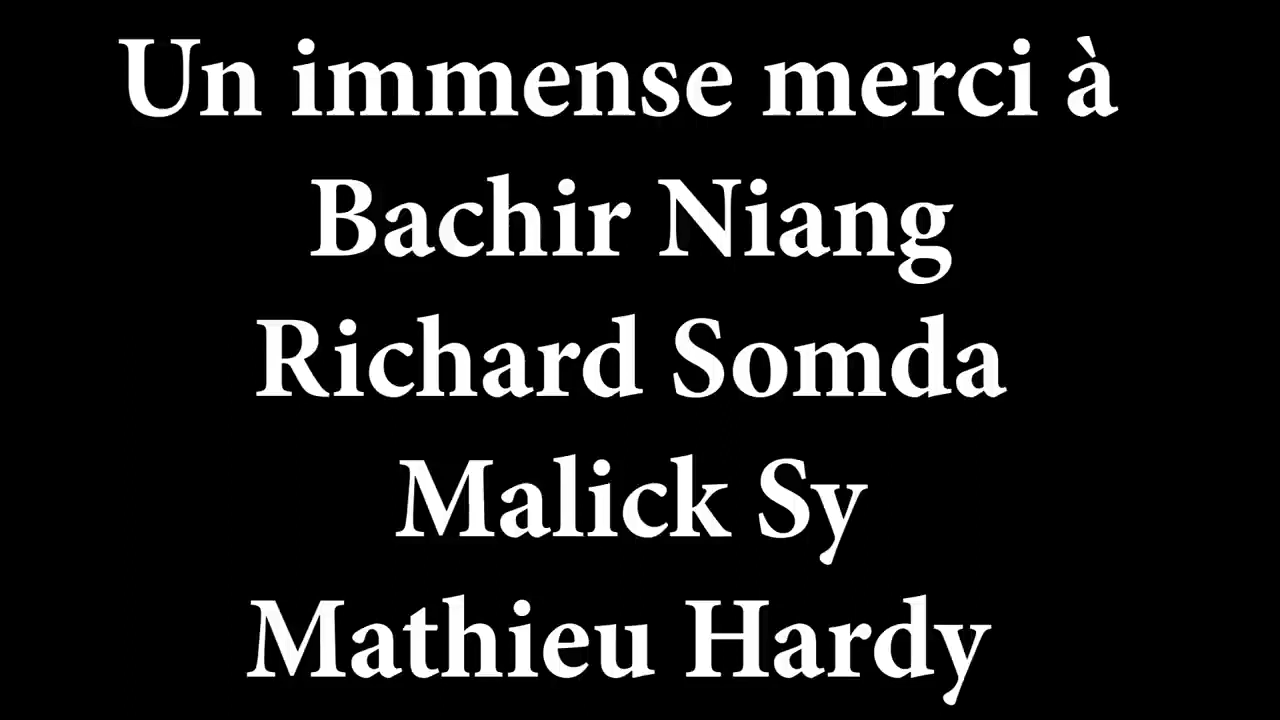 Un immense merci à
Bachir Niang
Richard Somda
Malick Sy
Mathieu Hardy